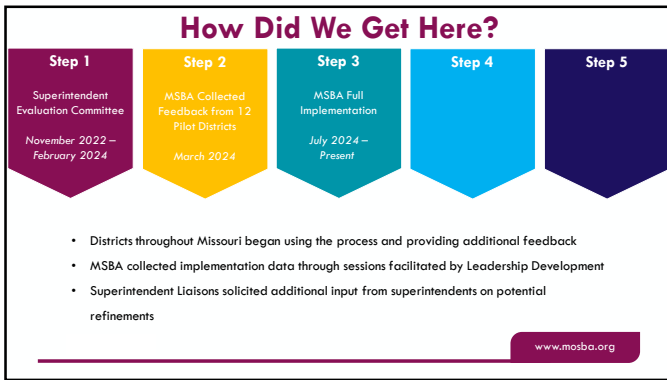 How Did We Get Here?
Step 1
Superintendent
Evaluation Committee
November 2022 –
February 2024
Step 2
MSBA Collected
Feedback from 12
Pilot Districts
March 2024
Step 3
MSBA Full
Implementation
July 2024 –
Present
Step 4
Step 5
• Districts throughout Missouri began using the process and providing additional feedback
• MSBA collected implementation data through sessions facilitated by Leadership Development
• Superintendent Liaisons solicited additional input from superintendents on potential
refinements
www.mosba.org